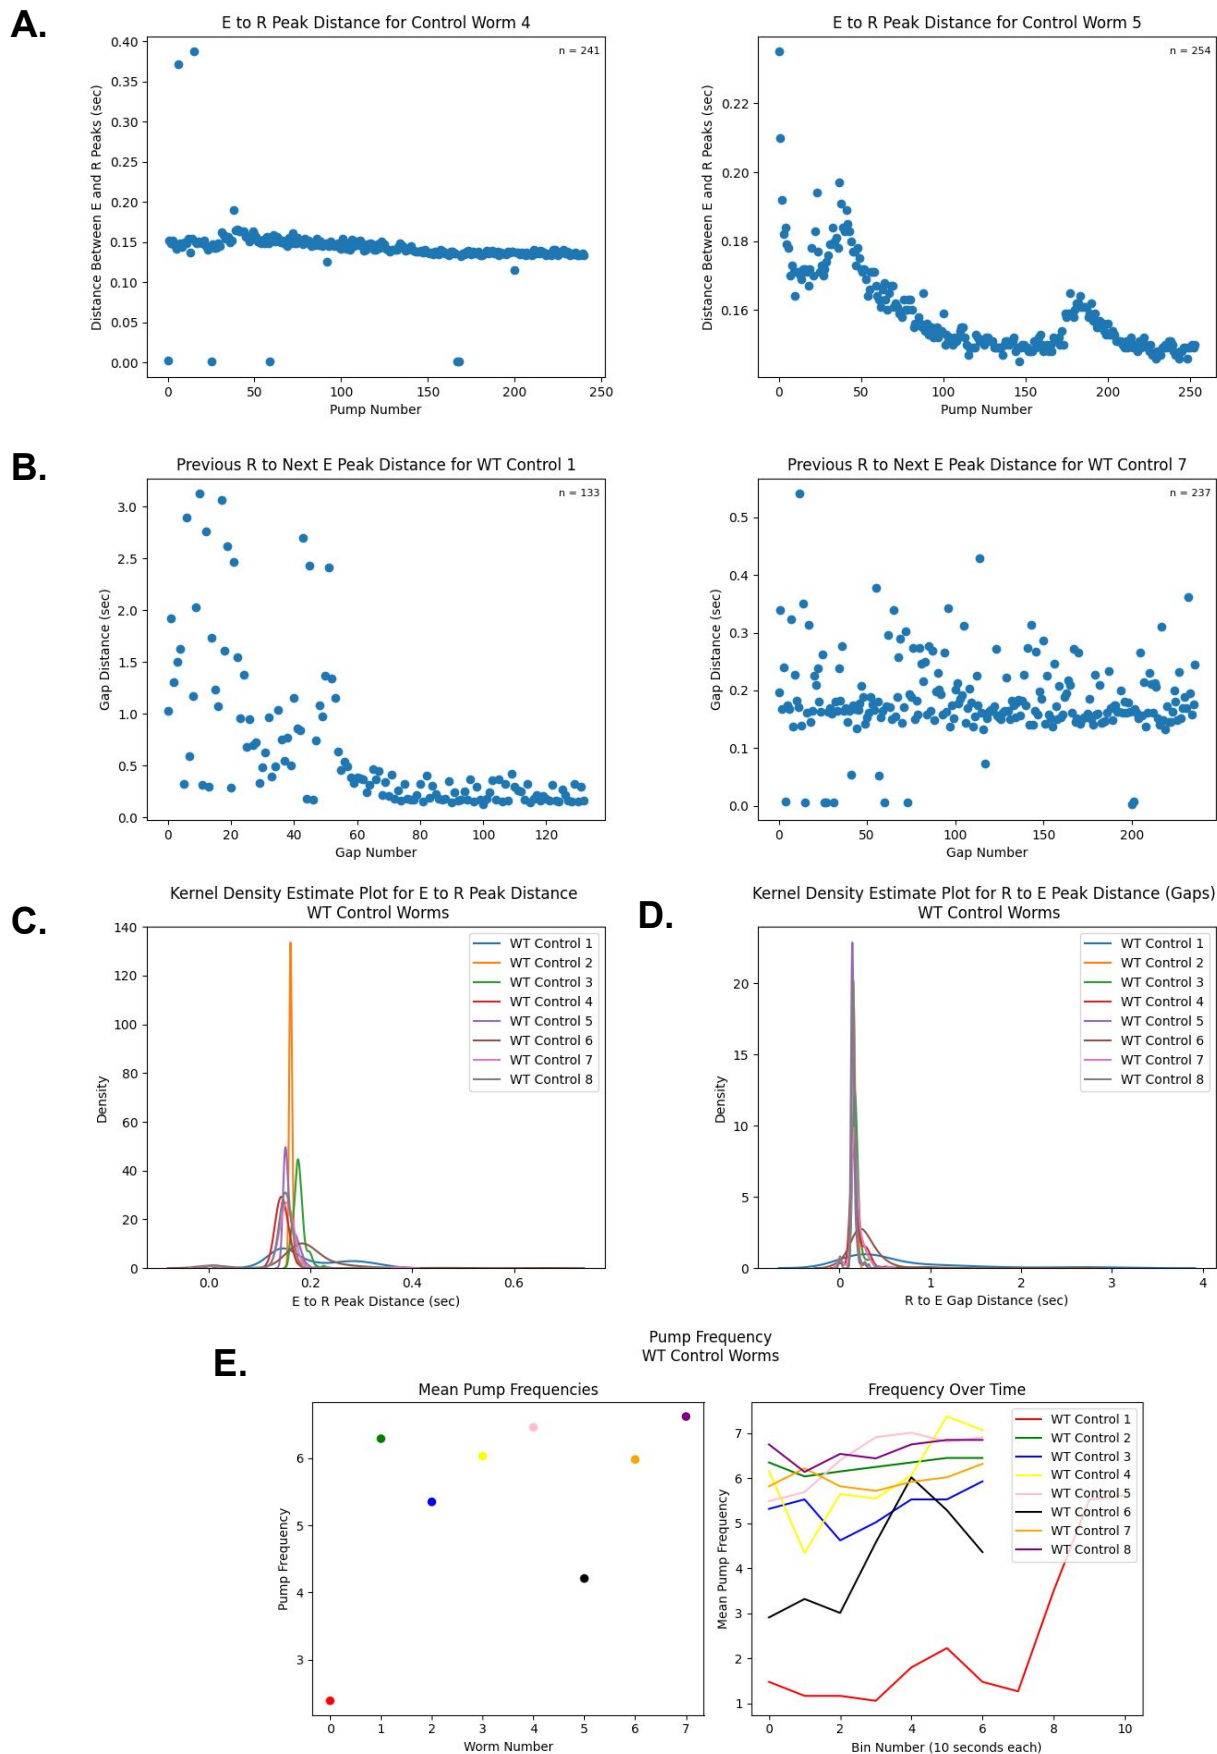 A.
E to R Peak Distance for Control Worm 4
n = 241
0.40
0.35
0.30
0.25
0.20
0.15
0.10
0.05
0.00
Distance Between E and R Peaks (sec)
0 50 100 150 200 250
Pump Number
E to R Peak Distance for Control Worm 5
n = 254
0.22
0.20
0.18
0.16
Distance Between E and R Peaks (sec)
0 50 100 150 200 250
Pump Number
B.
Previous R to Next E Peak Distance for WT Control 1
n = 133
3.0
2.5
2.0
1.5
1.0
0.5
0.0
Gap Distance (sec)
0 20 40 60 80 100 120
Gap Number
Previous R to Next E Peak Distance for WT Control 7
n = 237
0.5
0.4
0.3
0.2
0.1
0.0
Gap Distance (sec)
0 50 100 150 200
Gap Number
C.
Kernel Density Estimate Plot for E to R Peak Distance
WT Control Worms
140
120
100
80
60
40
20
0
Density
WT Control 1
WT Control 2
WT Control 3
WT Control 4
WT Control 5
WT Control 6
WT Control 7
WT Control 8
0.0 0.2 0.4 0.6
E to R Peak Distance (sec)
D.
Kernel Density Estimate Plot for R to E Peak Distance (Gaps)
WT Control Worms
20
15
10
5
0
Density
WT Control 1
WT Control 2
WT Control 3
WT Control 4
WT Control 5
WT Control 6
WT Control 7
WT Control 8
0 1 2 3 4
R to E Gap Distance (sec)
E.
Pump Frequency
WT Control Worms
Mean Pump Frequencies
6
5
4
3
Pump Frequency
0 1 2 3 4 5 6 7
Worm Number
Frequency Over Time
7
6
5
4
3
2
1
Mean Pump Frequency
WT Control 1
WT Control 2
WT Control 3
WT Control 4
WT Control 5
WT Control 6
WT Control 7
WT Control 8
0 2 4 6 8 10
Bin Number (10 seconds each)